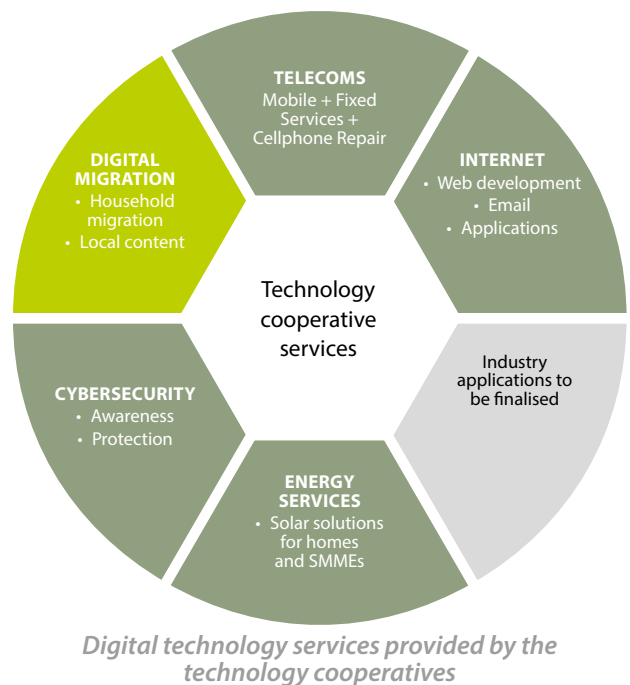 TELECOMS
Mobile + Fixed
Services +
Cellphone Repair
INTERNET
• Web development
• Email
• Applications
Industry
applications to
be finalised
ENERGY
SERVICES
• Solar solutions
for homes
and SMMEs
CYBERSECURITY
• Awareness
• Protection
DIGITAL
MIGRATION
• Household
migration
• Local content
Technology
cooperative
services
Digital technology services provided by the
technology cooperatives